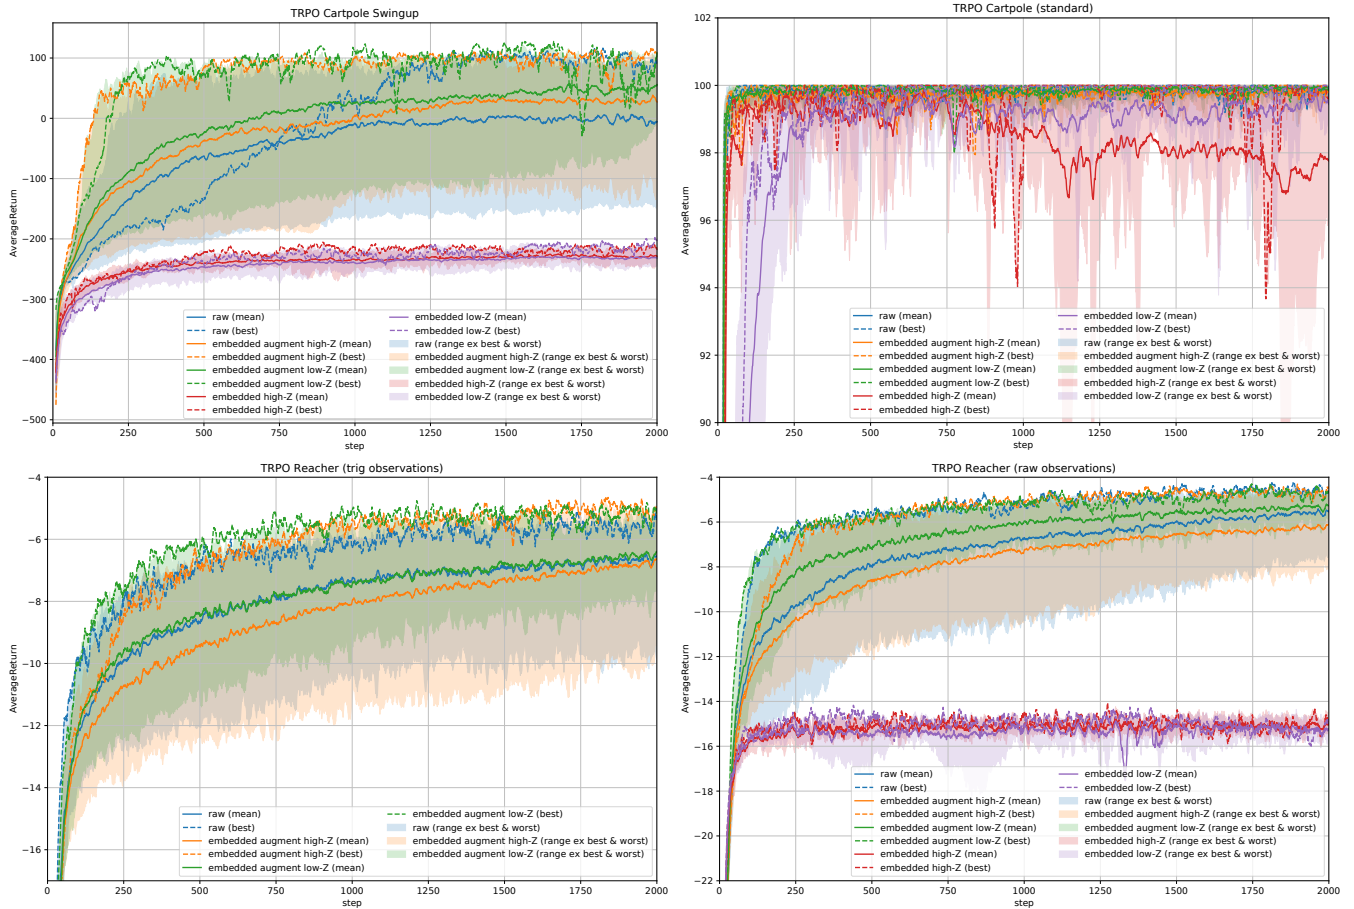 TRPO Cartpole Swingup
AverageReturn
100
0
−100
−200
−300
−400
−500
0 250 500 750 1000 1250 1500 1750 2000
step
raw (mean)
raw (best)
embedded augment high-Z (mean)
embedded augment high-Z (best)
embedded augment low-Z (mean)
embedded augment low-Z (best)
embedded high-Z (mean)
embedded high-Z (best)
embedded low-Z (mean)
embedded low-Z (best)
raw (range ex best & worst)
embedded augment high-Z (range ex best & worst)
embedded augment low-Z (range ex best & worst)
embedded high-Z (range ex best & worst)
embedded low-Z (range ex best & worst)
TRPO Cartpole (standard)
AverageReturn
102
100
98
96
94
92
90
0 250 500 750 1000 1250 1500 1750 2000
step
raw (mean)
raw (best)
embedded augment high-Z (mean)
embedded augment high-Z (best)
embedded augment low-Z (mean)
embedded augment low-Z (best)
embedded high-Z (mean)
embedded high-Z (best)
embedded low-Z (mean)
embedded low-Z (best)
raw (range ex best & worst)
embedded augment high-Z (range ex best & worst)
embedded augment low-Z (range ex best & worst)
embedded high-Z (range ex best & worst)
embedded low-Z (range ex best & worst)
TRPO Reacher (trig observations)
AverageReturn
−4
−6
−8
−10
−12
−14
−16
0 250 500 750 1000 1250 1500 1750 2000
step
raw (mean)
raw (best)
embedded augment high-Z (mean)
embedded augment high-Z (best)
embedded augment low-Z (mean)
embedded augment low-Z (best)
raw (range ex best & worst)
embedded augment high-Z (range ex best & worst)
embedded augment low-Z (range ex best & worst)
TRPO Reacher (raw observations)
AverageReturn
−4
−6
−8
−10
−12
−14
−16
−18
−20
−22
0 250 500 750 1000 1250 1500 1750 2000
step
raw (mean)
raw (best)
embedded augment high-Z (mean)
embedded augment high-Z (best)
embedded augment low-Z (mean)
embedded augment low-Z (best)
embedded high-Z (mean)
embedded high-Z (best)
embedded low-Z (mean)
embedded low-Z (best)
raw (range ex best & worst)
embedded augment high-Z (range ex best & worst)
embedded augment low-Z (range ex best & worst)
embedded high-Z (range ex best & worst)
embedded low-Z (range ex best & worst)